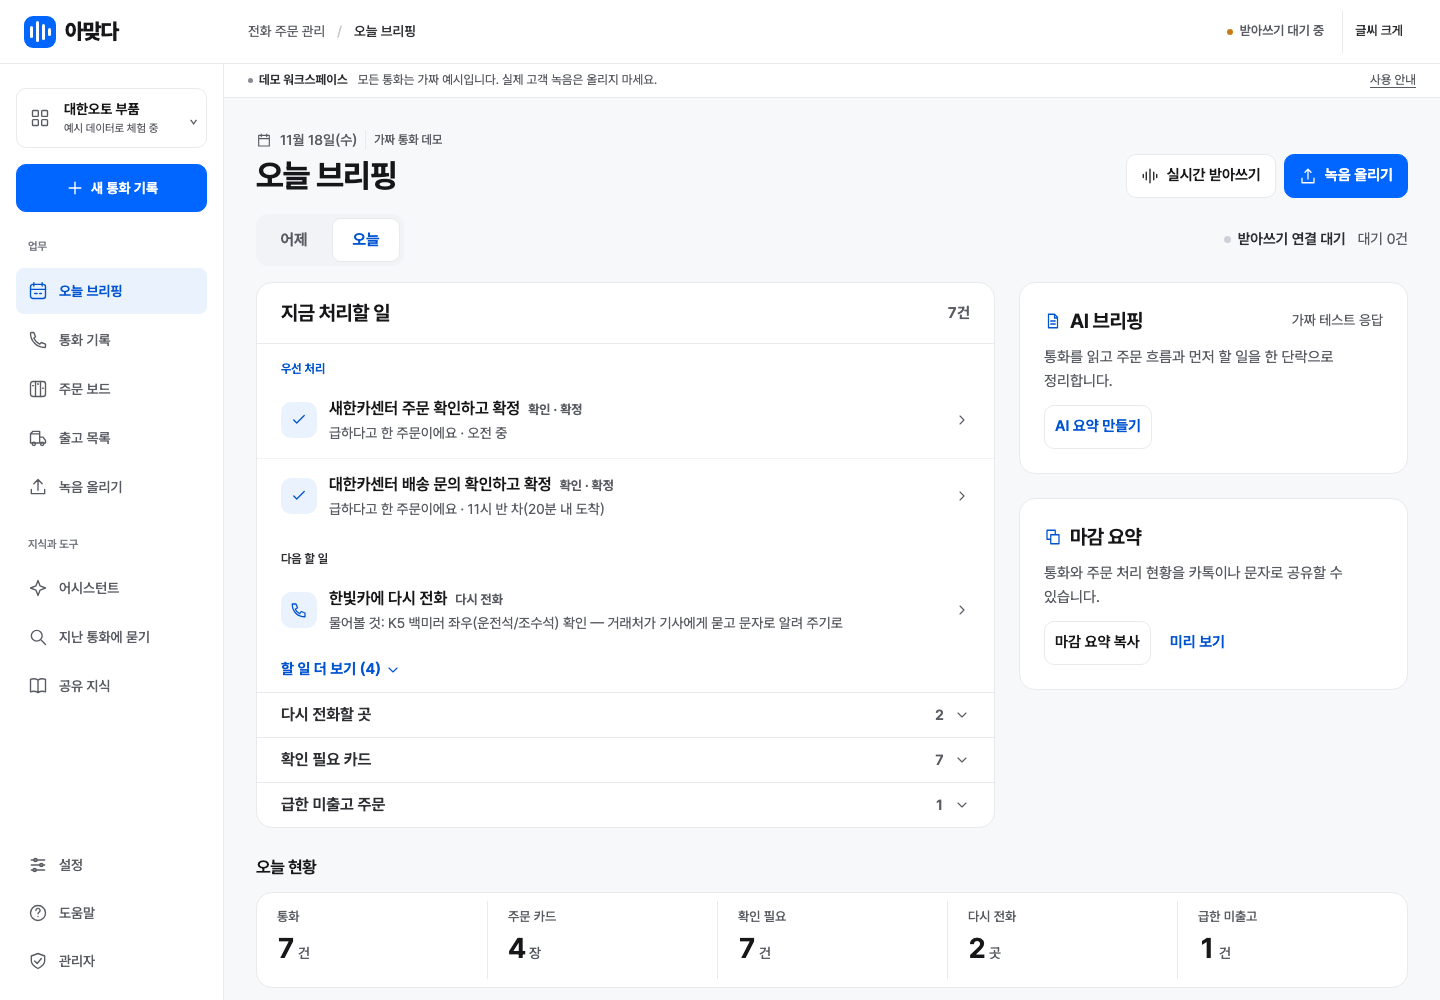 아맞다
전화 주문 관리 / 오늘 브리핑
받아쓰기 대기 중
글씨 크게
데모 워크스페이스 모든 통화는 가짜 예시입니다. 실제 고객 녹음은 올리지 마세요.
사용 안내
대한오토 부품
예시 데이터로 체험 중
새 통화 기록
업무
오늘 브리핑
통화 기록
주문 보드
출고 목록
녹음 올리기
지식과 도구
어시스턴트
지난 통화에 묻기
공유 지식
설정
도움말
관리자
11월 18일(수) 가짜 통화 데모
오늘 브리핑
실시간 받아쓰기
녹음 올리기
어제
오늘
받아쓰기 연결 대기 대기 0건
지금 처리할 일
7건
우선 처리
새한카센터 주문 확인하고 확정 확인 · 확정
급하다고 한 주문이에요 · 오전 중
대한카센터 배송 문의 확인하고 확정 확인 · 확정
급하다고 한 주문이에요 · 11시 반 차(20분 내 도착)
다음 할 일
한빛카에 다시 전화 다시 전화
물어볼 것: K5 백미러 좌우(운전석/조수석) 확인 — 거래처가 기사에게 묻고 문자로 알려 주기로
할 일 더 보기 (4)
다시 전화할 곳 2
확인 필요 카드 7
급한 미출고 주문 1
AI 브리핑
가짜 테스트 응답
통화를 읽고 주문 흐름과 먼저 할 일을 한 단락으로
정리합니다.
AI 요약 만들기
마감 요약
통화와 주문 처리 현황을 카톡이나 문자로 공유할 수
있습니다.
마감 요약 복사
미리 보기
오늘 현황
통화
7 건
주문 카드
4 장
확인 필요
7 건
다시 전화
2 곳
급한 미출고
1 건